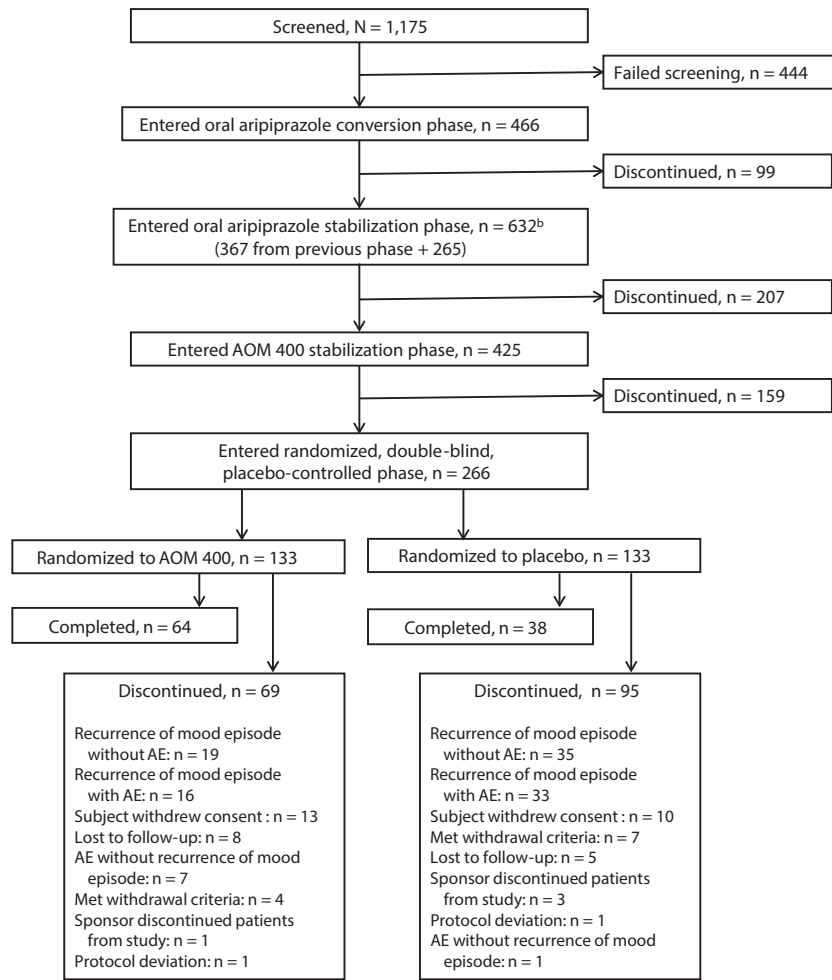 Screened, N = 1,175
Failed screening, n = 444
Entered oral aripiprazole conversion phase, n = 466
Discontinued, n = 99
Entered oral aripiprazole stabilization phase, n = 632ᵇ
(367 from previous phase + 265)
Discontinued, n = 207
Entered AOM 400 stabilization phase, n = 425
Discontinued, n = 159
Entered randomized, double-blind,
placebo-controlled phase, n = 266
Randomized to AOM 400, n = 133
Completed, n = 64
Discontinued, n = 69
Recurrence of mood episode
without AE: n = 19
Recurrence of mood episode
with AE: n = 16
Subject withdrew consent : n = 13
Lost to follow-up: n = 8
AE without recurrence of mood
episode: n = 7
Met withdrawal criteria: n = 4
Sponsor discontinued patients
from study: n = 1
Protocol deviation: n = 1
Randomized to placebo, n = 133
Completed, n = 38
Discontinued, n = 95
Recurrence of mood episode
without AE: n = 35
Recurrence of mood episode
with AE: n = 33
Subject withdrew consent : n = 10
Met withdrawal criteria: n = 7
Lost to follow-up: n = 5
Sponsor discontinued patients
from study: n = 3
Protocol deviation: n = 1
AE without recurrence of mood
episode: n = 1